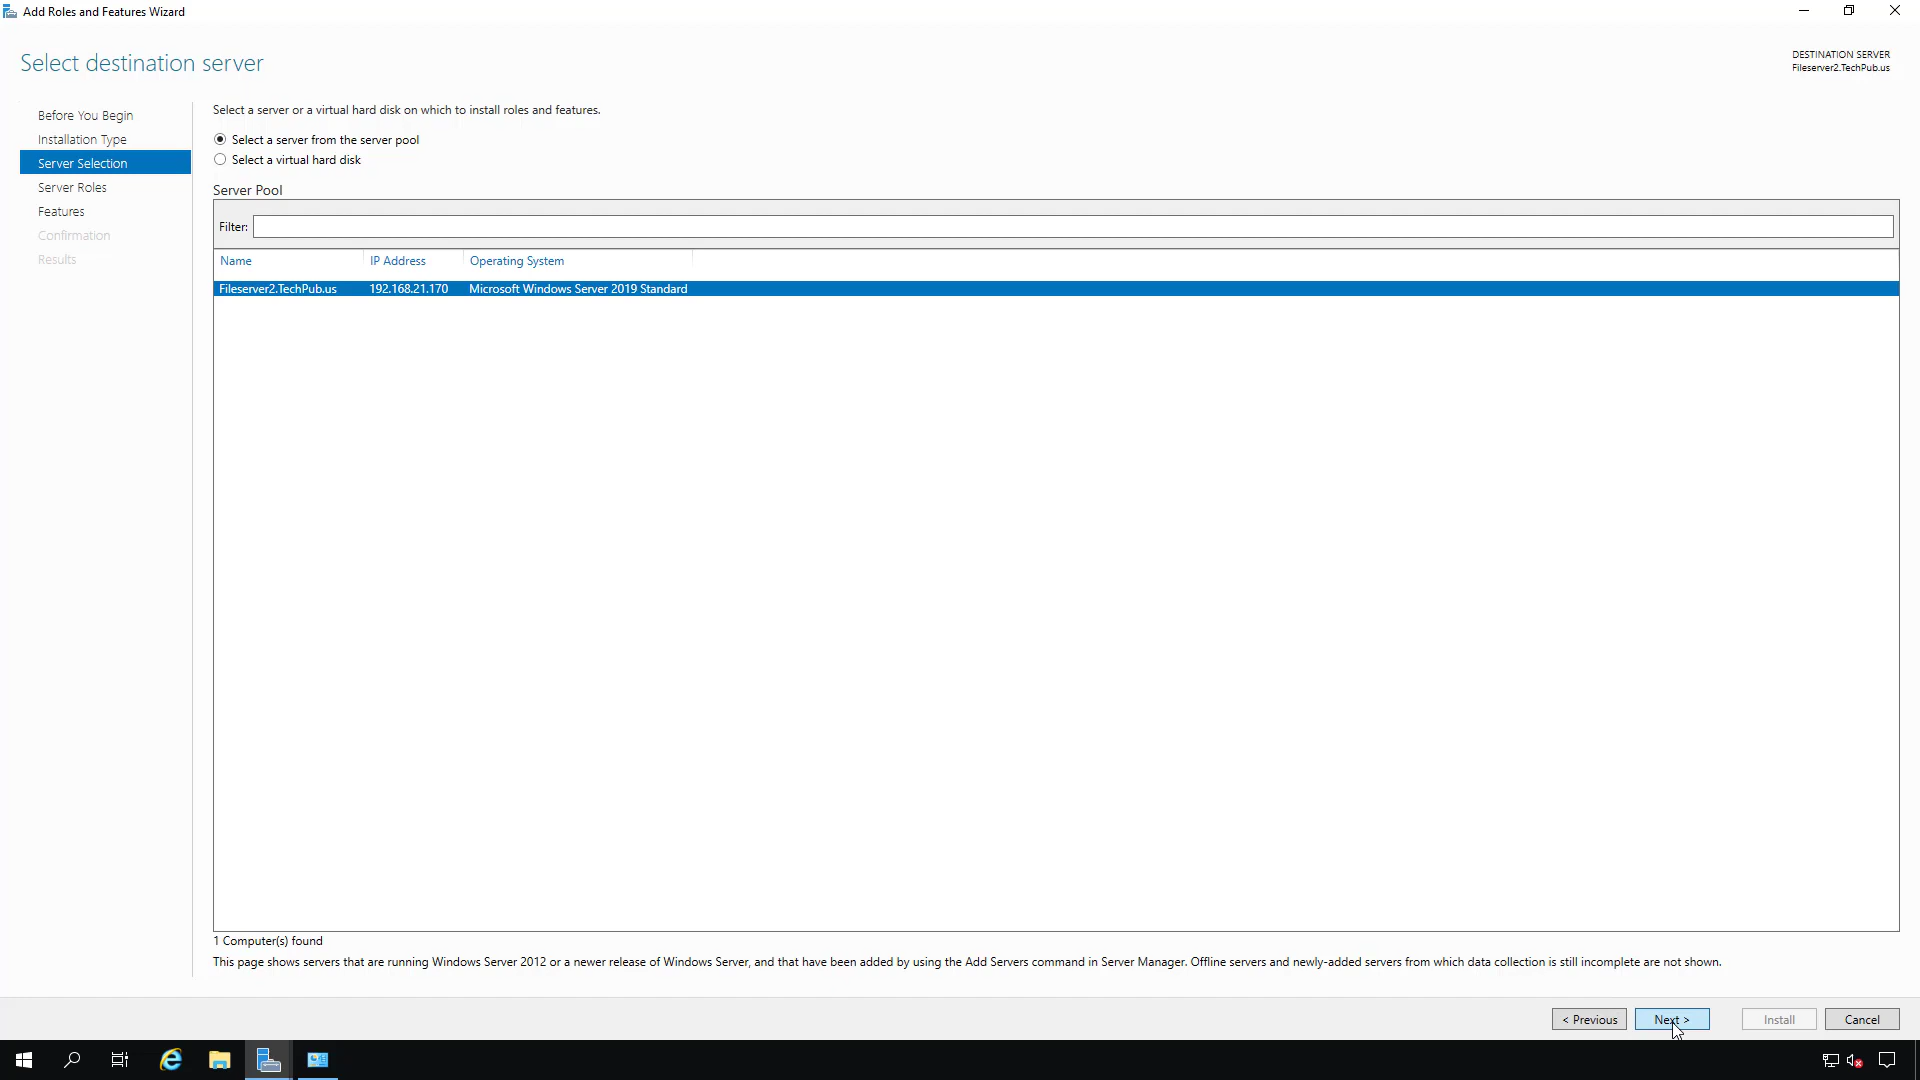 Add Roles and Features Wizard
Select destination server
DESTINATION SERVER
Fileserver2.TechPub.us
Before You Begin
Installation Type
Server Selection
Server Roles
Features
Confirmation
Results
Select a server or a virtual hard disk on which to install roles and features.
Select a server from the server pool
Select a virtual hard disk
Server Pool
Filter:
Name IP Address Operating System
Fileserver2.TechPub.us 192.168.21.170 Microsoft Windows Server 2019 Standard
1 Computer(s) found
This page shows servers that are running Windows Server 2012 or a newer release of Windows Server, and that have been added by using the Add Servers command in Server Manager. Offline servers and newly-added servers from which data collection is still incomplete are not shown.
< Previous Next > Install Cancel